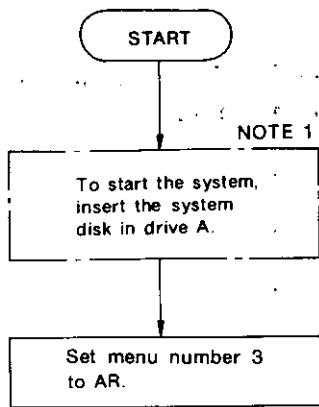 START
NOTE 1
To start the system,
insert the system
disk in drive A.
Set menu number 3
to AR.